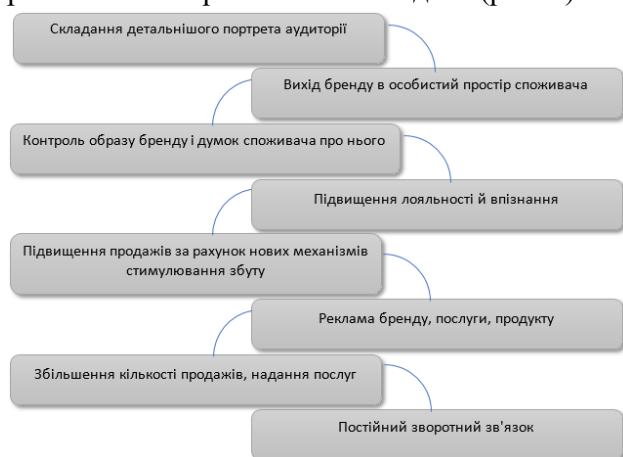 Складання детальнішого портрета аудиторії
Вихід бренду в особистий простір споживача
Контроль образу бренду і думок споживача про нього
Підвищення лояльності й впізнання
Підвищення продажів за рахунок нових механізмів
стимулювання збуту
Реклама бренду, послуги, продукту
Збільшення кількості продажів, надання послуг
Постійний зворотний зв'язок